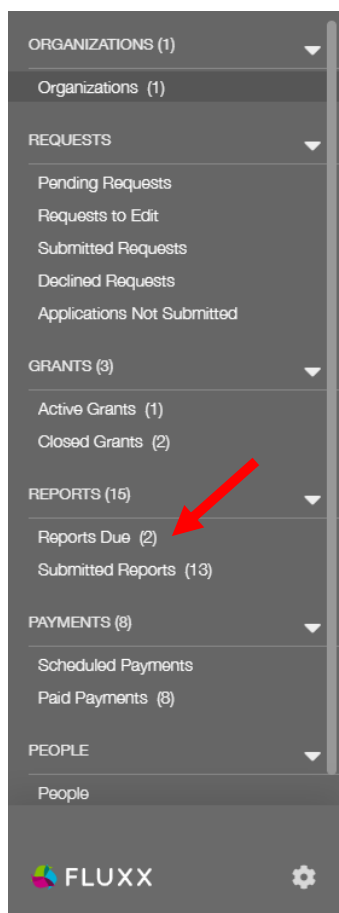 ORGANIZATIONS (1)
Organizations (1)
REQUESTS
Pending Requests
Requests to Edit
Submitted Requests
Declined Requests
Applications Not Submitted
GRANTS (3)
Active Grants (1)
Closed Grants (2)
REPORTS (15)
Reports Due (2)
Submitted Reports (13)
PAYMENTS (8)
Scheduled Payments
Paid Payments (8)
PEOPLE
People
FLUXX